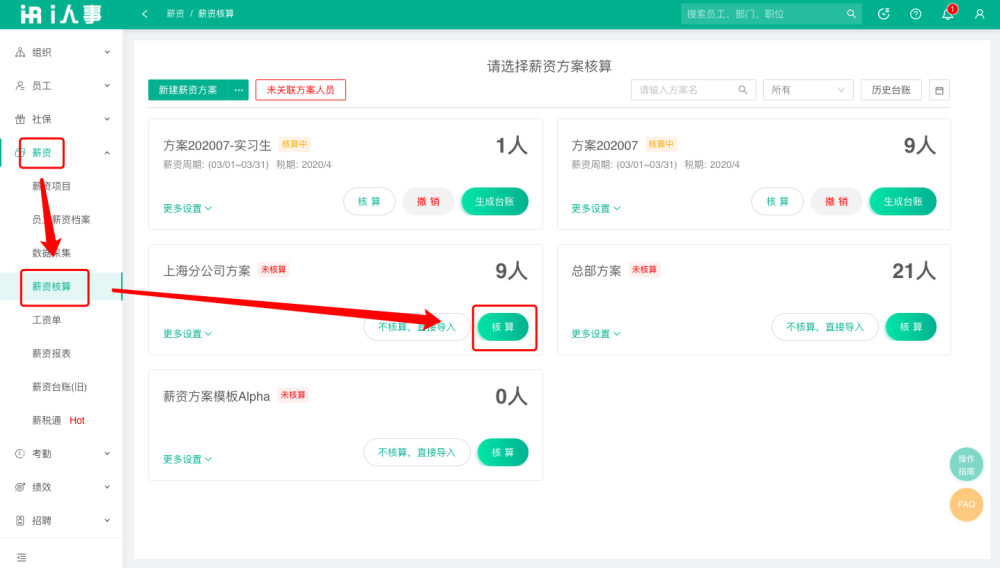 i人事
薪资 / 薪资核算
搜索员工、部门、职位
1
组织
员工
社保
薪资
薪资项目
员工薪资档案
数据采集
薪资核算
工资单
薪资报表
薪资台账(旧)
薪税通 Hot
考勤
绩效
招聘
请选择薪资方案核算
新建薪资方案 ···
未关联方案人员
请输入方案名
所有
历史台账
方案202007-实习生 核算中 1人
薪资周期: (03/01~03/31) 税期: 2020/4
更多设置 核 算 撤 销 生成台账
方案202007 核算中 9人
薪资周期: (03/01~03/31) 税期: 2020/4
更多设置 核 算 撤 销 生成台账
上海分公司方案 未核算 9人
更多设置 不核算，直接导入 核 算
总部方案 未核算 21人
更多设置 不核算，直接导入 核 算
薪资方案模板Alpha 未核算 0人
更多设置 不核算，直接导入 核 算
操作
指南
FAQ